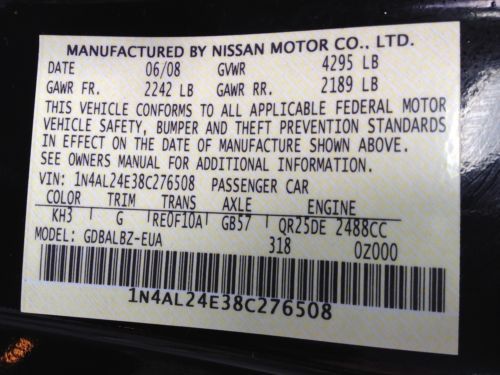 MANUFACTURED BY NISSAN MOTOR CO., LTD.
DATE 06/08 GVWR 4295 LB
GAWR FR. 2242 LB GAWR RR. 2189 LB
THIS VEHICLE CONFORMS TO ALL APPLICABLE FEDERAL MOTOR
VEHICLE SAFETY, BUMPER AND THEFT PREVENTION STANDARDS
IN EFFECT ON THE DATE OF MANUFACTURE SHOWN ABOVE.
SEE OWNERS MANUAL FOR ADDITIONAL INFORMATION.
VIN: 1N4AL24E38C276508 PASSENGER CAR
COLOR TRIM TRANS AXLE ENGINE
KH3 G RE0F10A GB57 QR25DE 2488CC
MODEL: GDBALBZ-EUA 318 0Z000
1N4AL24E38C276508